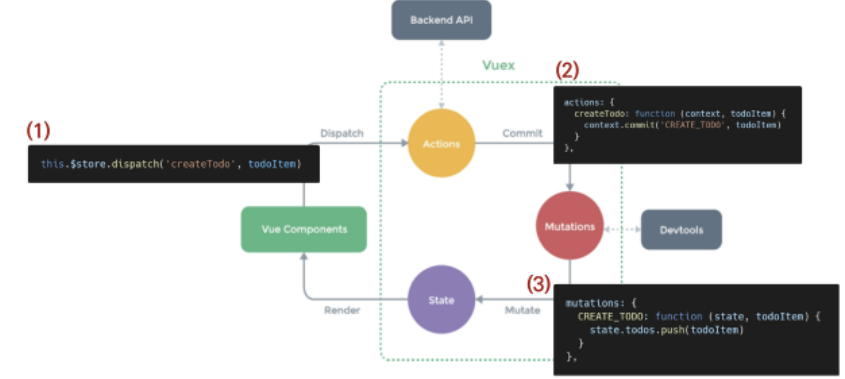 Backend API
Vuex
(2)
actions: {
createTodo: function (context, todoItem) {
context.commit('CREATE_TODO', todoItem)
}
},
(1)
Dispatch
Actions
Commit
this.$store.dispatch('createTodo', todoItem)
Vue Components
Mutations
Devtools
(3)
State
Render
Mutate
mutations: {
CREATE_TODO: function (state, todoItem) {
state.todos.push(todoItem)
}
},